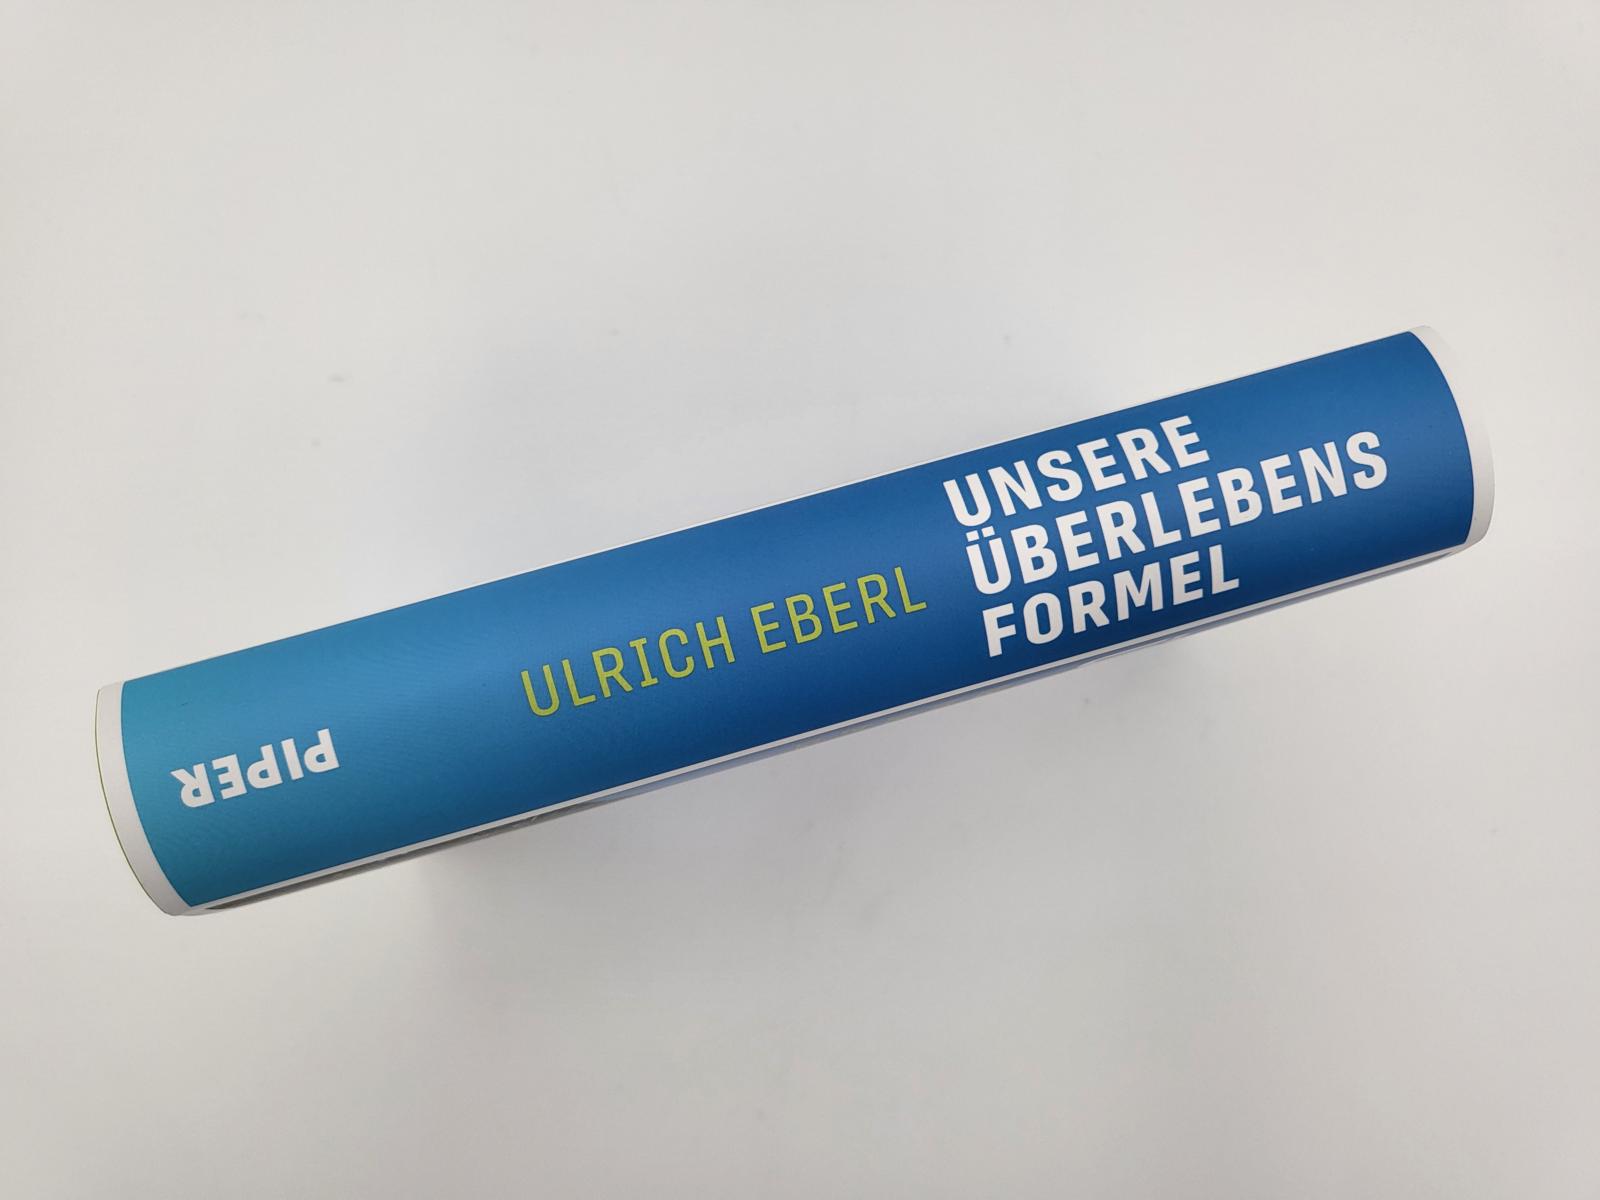 UNSERE
ÜBERLEBENS
FORMEL
ULRICH EBERL
PIPER